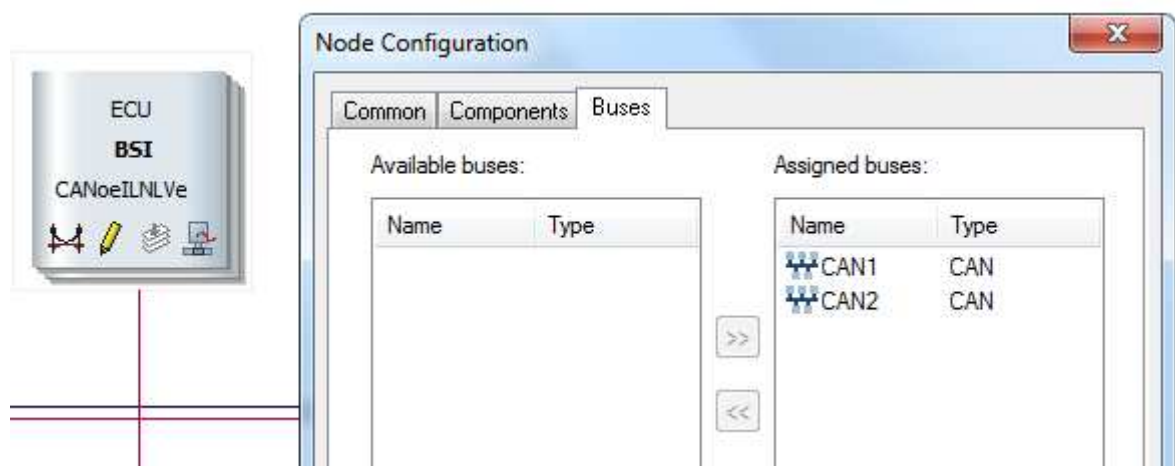 Node Configuration
ECU
BSI
CANoeILNLVe
Common Components Buses
Available buses:
Assigned buses:
Name Type
Name Type
CAN1 CAN
CAN2 CAN
>>
<<